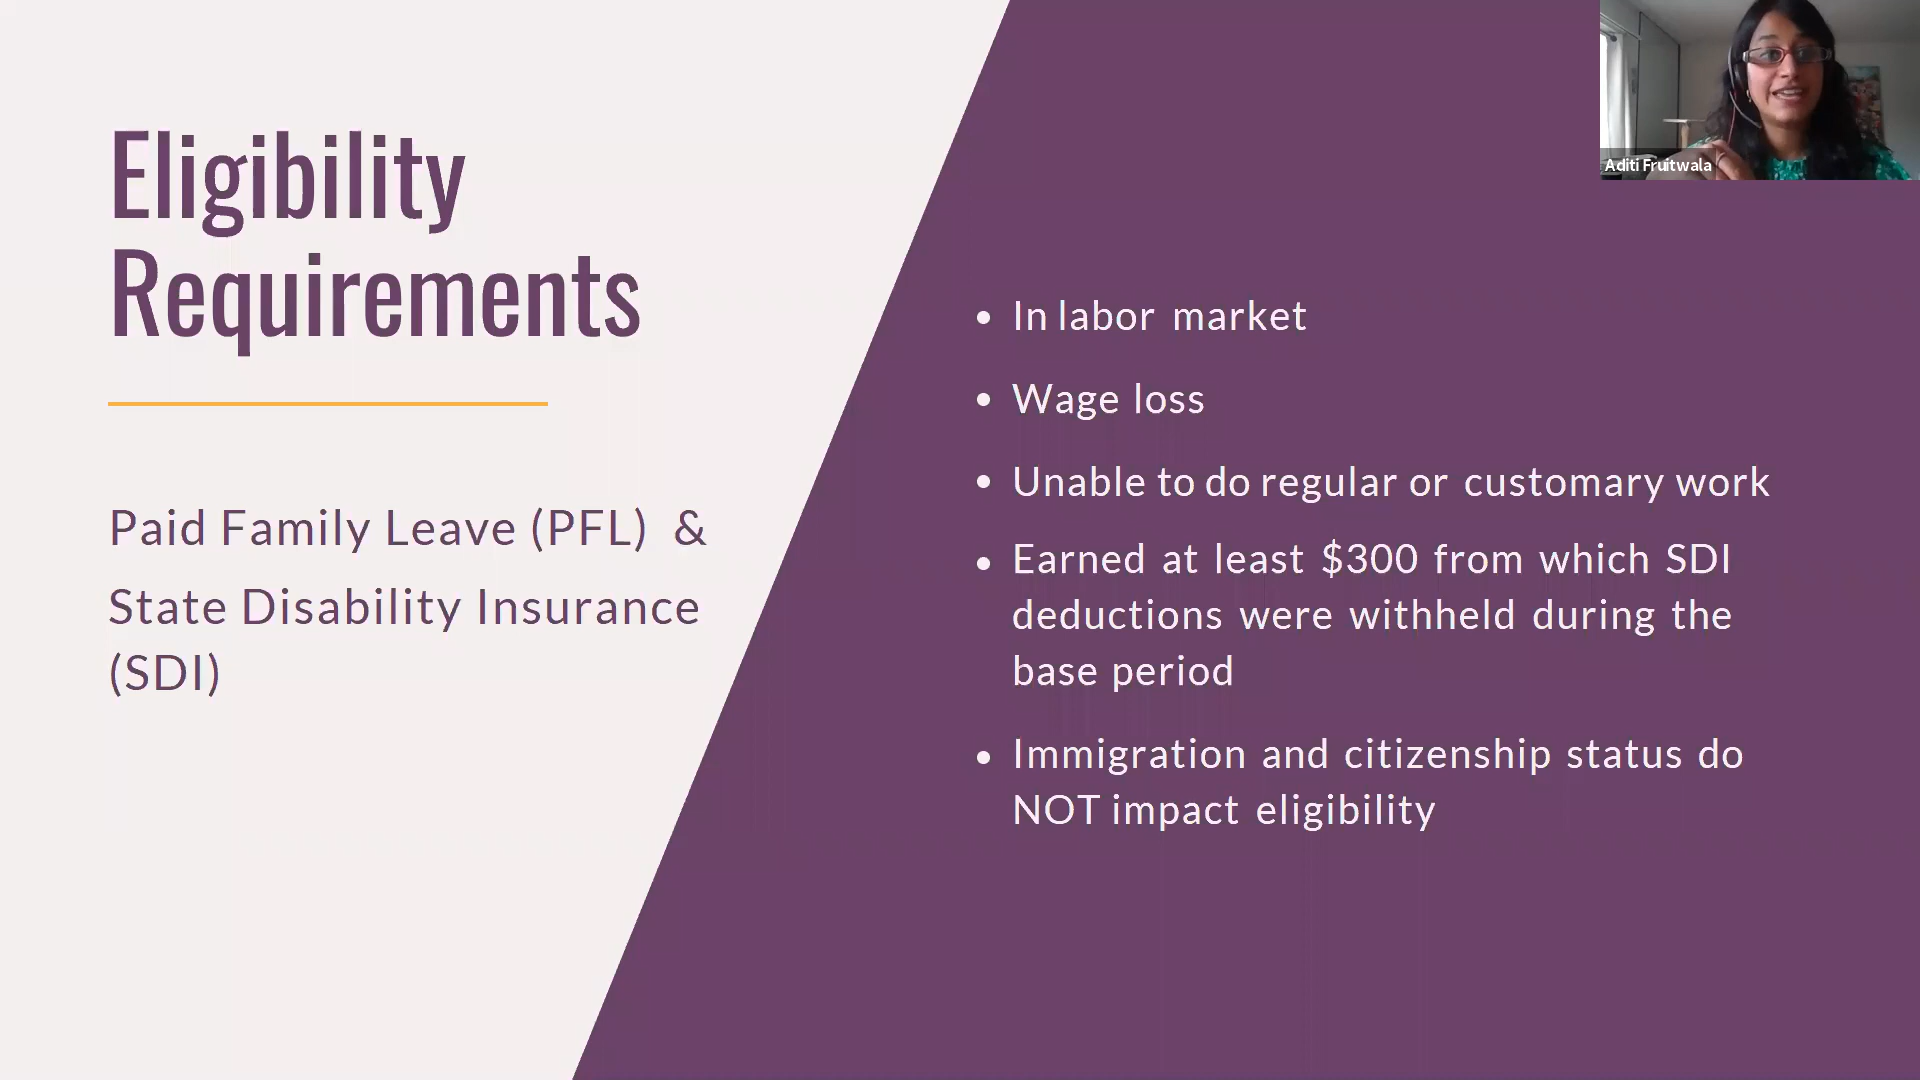 Eligibility
Requirements
Paid Family Leave (PFL) &
State Disability Insurance
(SDI)
• In labor market
• Wage loss
• Unable to do regular or customary work
• Earned at least $300 from which SDI
deductions were withheld during the
base period
• Immigration and citizenship status do
NOT impact eligibility
Aditi Fruitwala